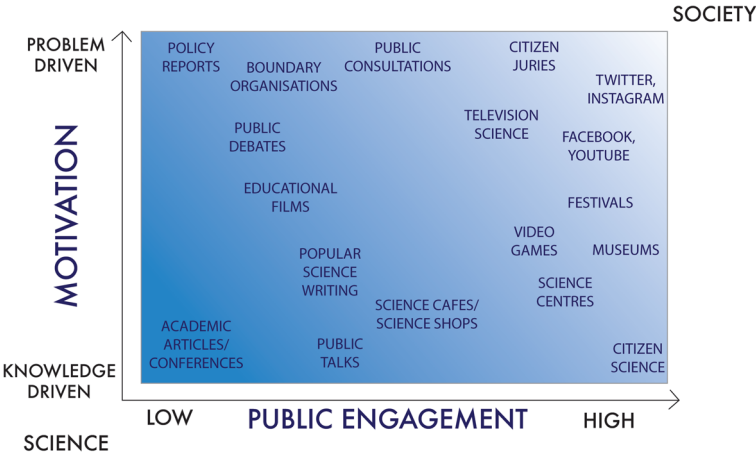 SOCIETY
PROBLEM
DRIVEN
POLICY
REPORTS
BOUNDARY
ORGANISATIONS
PUBLIC
CONSULTATIONS
CITIZEN
JURIES
TWITTER,
INSTAGRAM
TELEVISION
SCIENCE
PUBLIC
DEBATES
FACEBOOK,
YOUTUBE
MOTIVATION
EDUCATIONAL
FILMS
FESTIVALS
VIDEO
GAMES
MUSEUMS
POPULAR
SCIENCE
WRITING
SCIENCE
CENTRES
SCIENCE CAFES/
SCIENCE SHOPS
ACADEMIC
ARTICLES/
CONFERENCES
PUBLIC
TALKS
CITIZEN
SCIENCE
KNOWLEDGE
DRIVEN
LOW
PUBLIC ENGAGEMENT
HIGH
SCIENCE